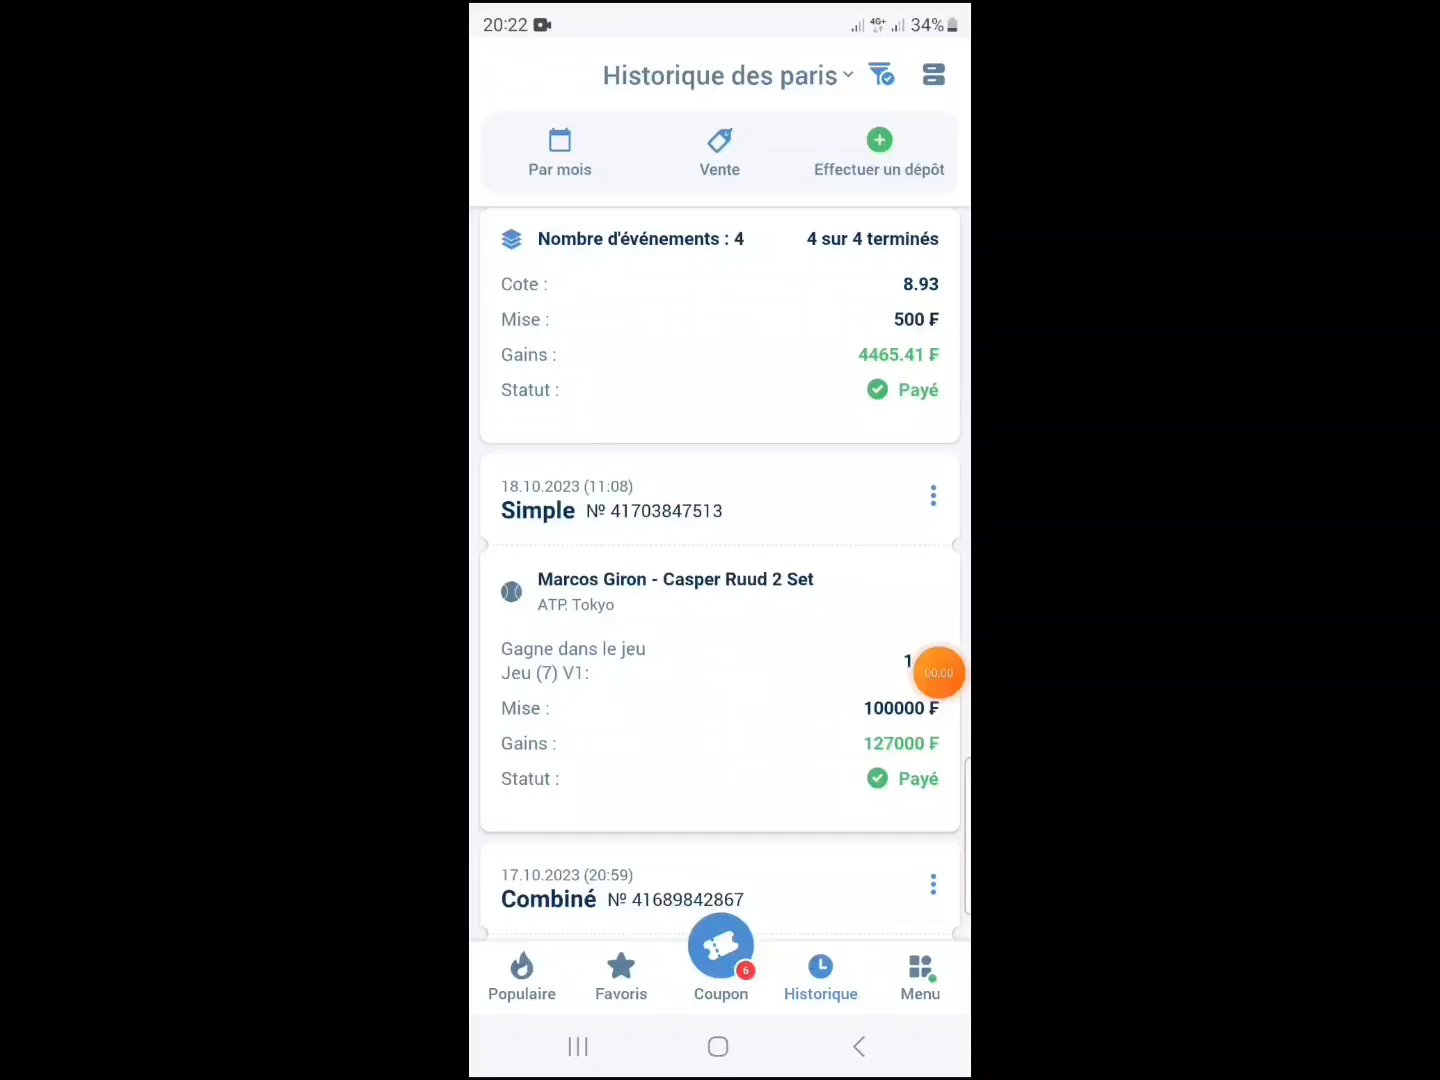 20:22 4G+ 34%
Historique des paris
Par mois Vente Effectuer un dépôt
Nombre d'événements : 4 4 sur 4 terminés
Cote : 8.93
Mise : 500 ₣
Gains : 4465.41 ₣
Statut : Payé
18.10.2023 (11:08)
Simple № 41703847513
Marcos Giron - Casper Ruud 2 Set
ATP. Tokyo
Gagne dans le jeu
Jeu (7) V1: 1
00:00
Mise : 100000 ₣
Gains : 127000 ₣
Statut : Payé
17.10.2023 (20:59)
Combiné № 41689842867
6
Populaire Favoris Coupon Historique Menu